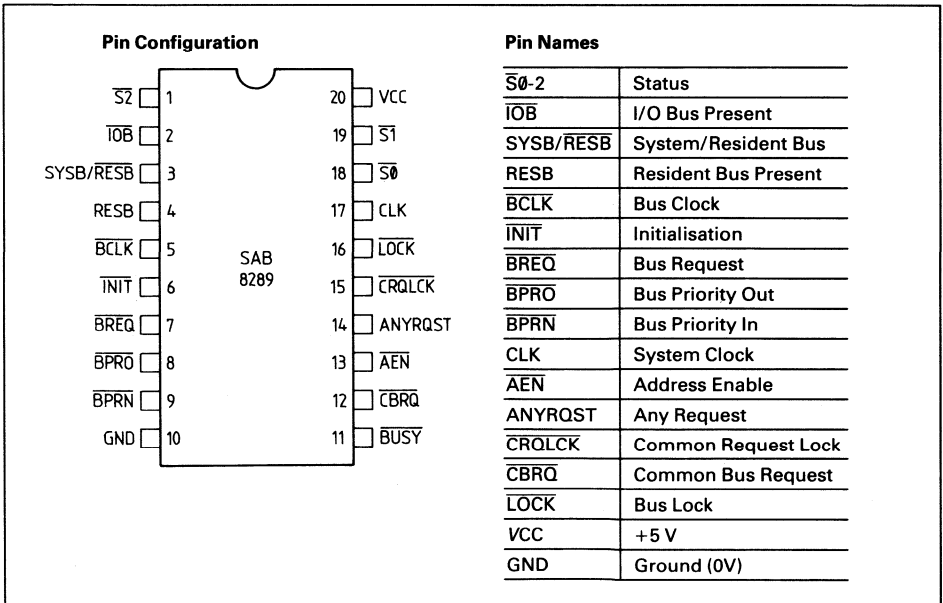 Pin Configuration
S̅2̅ 1
I̅O̅B̅ 2
SYSB/R̅E̅S̅B̅ 3
RESB 4
B̅C̅L̅K̅ 5
I̅N̅I̅T̅ 6
B̅R̅E̅Q̅ 7
B̅P̅R̅O̅ 8
B̅P̅R̅N̅ 9
GND 10
SAB
8289
20 VCC
19 S̅1̅
18 S̅0̅
17 CLK
16 L̅O̅C̅K̅
15 C̅R̅Q̅L̅C̅K̅
14 ANYRQST
13 A̅E̅N̅
12 C̅B̅R̅Q̅
11 B̅U̅S̅Y̅
Pin Names
S̅0̅-2 Status
I̅O̅B̅ I/O Bus Present
SYSB/R̅E̅S̅B̅ System/Resident Bus
RESB Resident Bus Present
B̅C̅L̅K̅ Bus Clock
I̅N̅I̅T̅ Initialisation
B̅R̅E̅Q̅ Bus Request
B̅P̅R̅O̅ Bus Priority Out
B̅P̅R̅N̅ Bus Priority In
CLK System Clock
A̅E̅N̅ Address Enable
ANYRQST Any Request
C̅R̅Q̅L̅C̅K̅ Common Request Lock
C̅B̅R̅Q̅ Common Bus Request
L̅O̅C̅K̅ Bus Lock
VCC +5 V
GND Ground (0V)